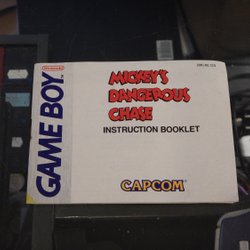 GAME BOY
MICKEY'S
DANGEROUS
CHASE
INSTRUCTION BOOKLET
CAPCOM